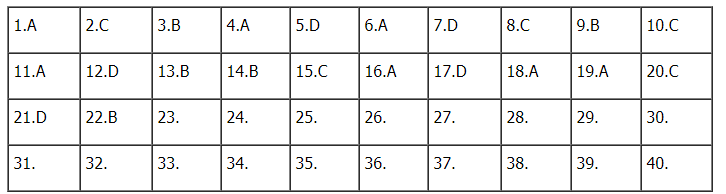 1.A 2.C 3.B 4.A 5.D 6.A 7.D 8.C 9.B 10.C
11.A 12.D 13.B 14.B 15.C 16.A 17.D 18.A 19.A 20.C
21.D 22.B 23. 24. 25. 26. 27. 28. 29. 30.
31. 32. 33. 34. 35. 36. 37. 38. 39. 40.